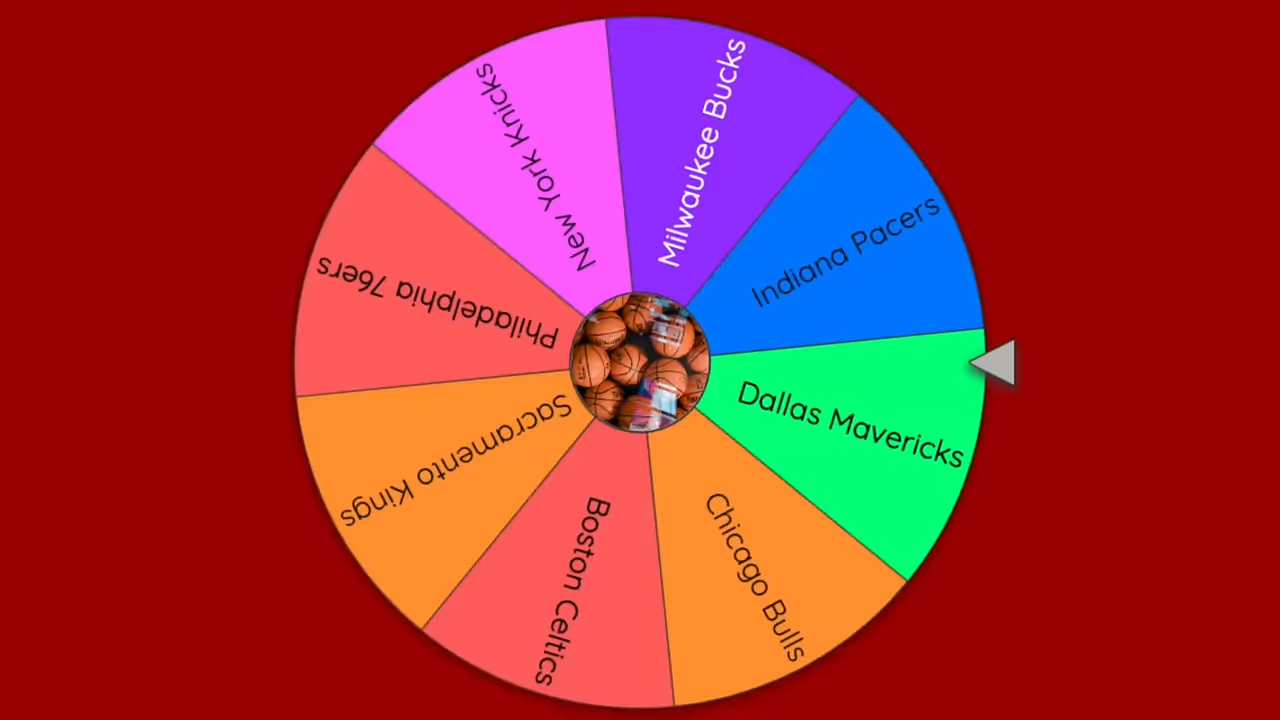 Milwaukee Bucks
Indiana Pacers
Dallas Mavericks
Chicago Bulls
Boston Celtics
Sacramento Kings
Philadelphia 76ers
New York Knicks